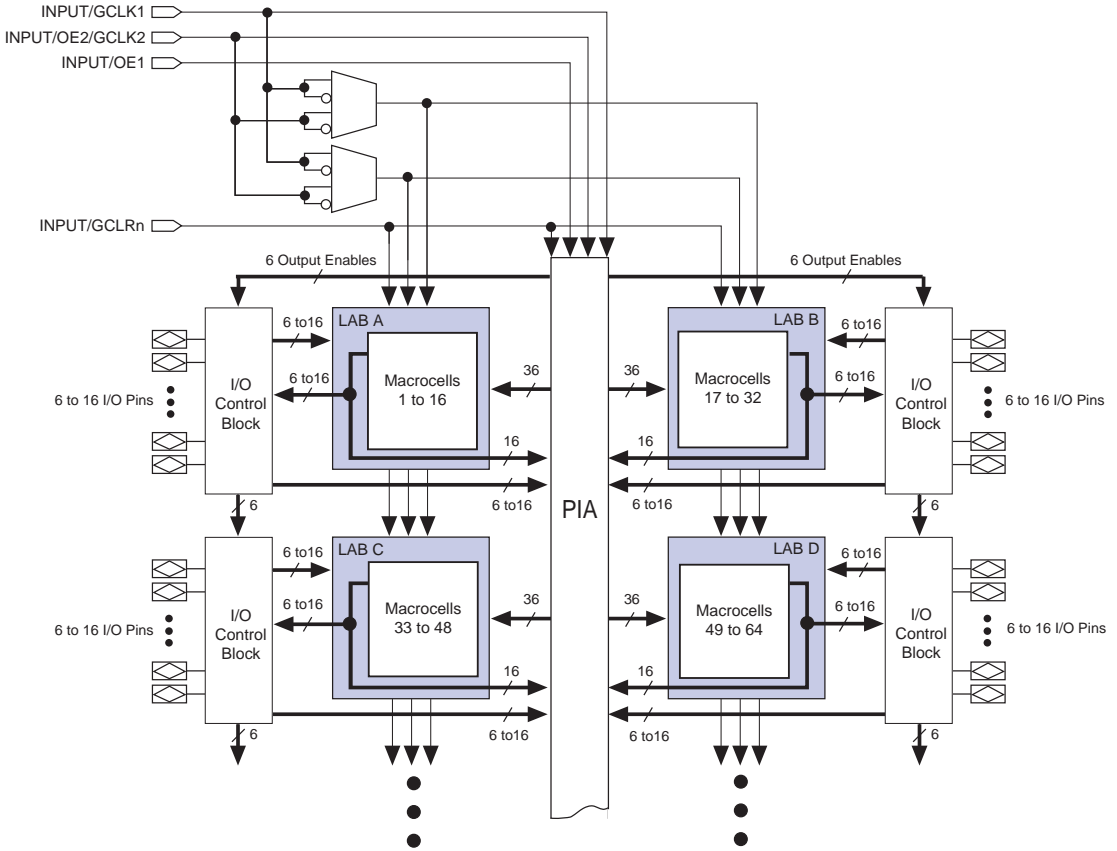 INPUT/GCLK1
INPUT/OE2/GCLK2
INPUT/OE1
INPUT/GCLRn
6 Output Enables
6 Output Enables
LAB A
LAB B
6 to16
6 to16
I/O
Control
Block
6 to16
Macrocells
1 to 16
36
36
Macrocells
17 to 32
6 to16
I/O
Control
Block
6 to 16 I/O Pins
6 to 16 I/O Pins
16
16
6 to16
6 to16
6
PIA
6
LAB C
LAB D
6 to16
6 to16
I/O
Control
Block
6 to16
Macrocells
33 to 48
36
36
Macrocells
49 to 64
6 to16
I/O
Control
Block
6 to 16 I/O Pins
6 to 16 I/O Pins
16
16
6 to16
6 to16
6
6